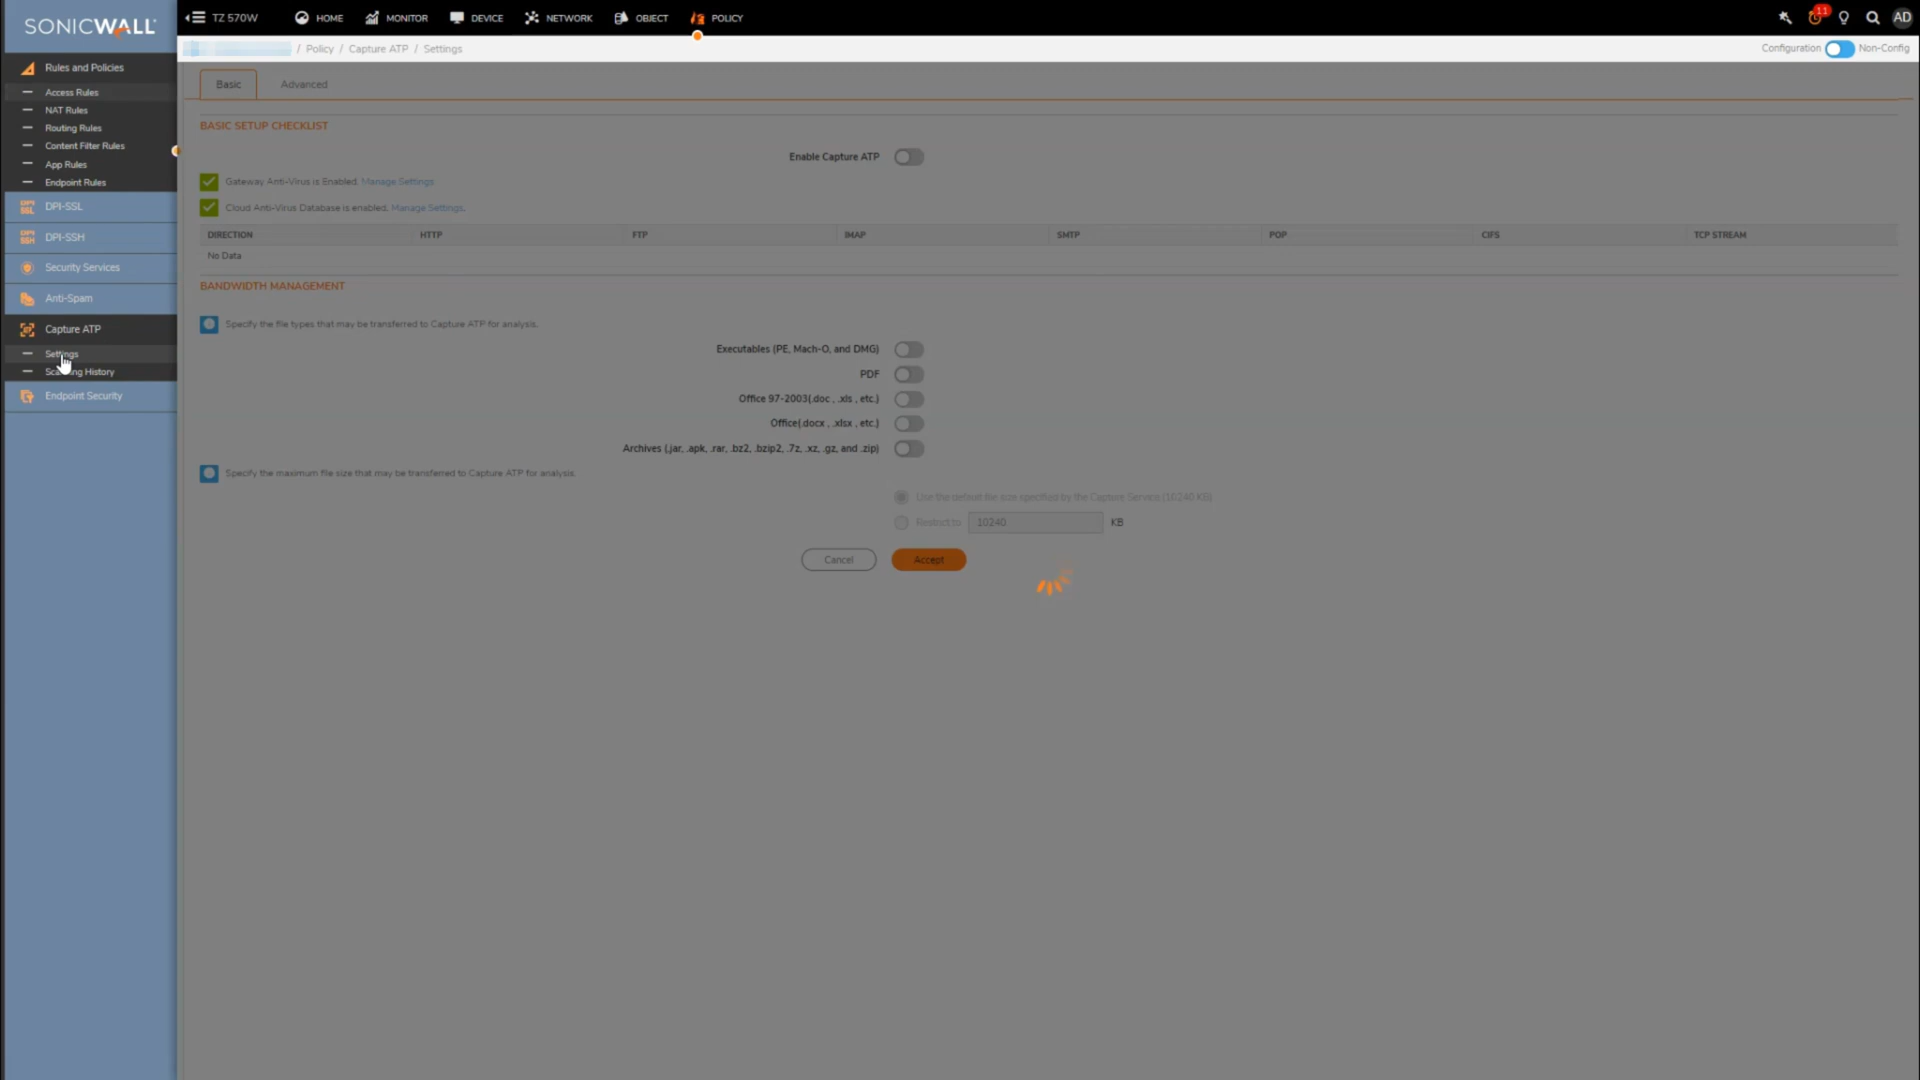 SONICWALL
TZ 570W
HOME
MONITOR
DEVICE
NETWORK
OBJECT
POLICY
11
AD
/ Policy / Capture ATP / Settings
Configuration
Non-Config
Rules and Policies
Access Rules
NAT Rules
Routing Rules
Content Filter Rules
App Rules
Endpoint Rules
DPI-SSL
DPI-SSH
Security Services
Anti-Spam
Capture ATP
Settings
Scanning History
Endpoint Security
Basic
Advanced
BASIC SETUP CHECKLIST
Enable Capture ATP
Gateway Anti-Virus is Enabled. Manage Settings
Cloud Anti-Virus Database is enabled. Manage Settings.
DIRECTION HTTP FTP IMAP SMTP POP CIFS TCP STREAM
No Data
BANDWIDTH MANAGEMENT
Specify the file types that may be transferred to Capture ATP for analysis.
Executables (PE, Mach-O, and DMG)
PDF
Office 97-2003(.doc , .xls , etc.)
Office(.docx , .xlsx , etc.)
Archives (.jar, .apk, .rar, .bz2, .bzip2, .7z, .xz, .gz, and .zip)
Specify the maximum file size that may be transferred to Capture ATP for analysis.
Use the default file size specified by the Capture Service (10240 KB)
Restrict to 10240 KB
Cancel
Accept